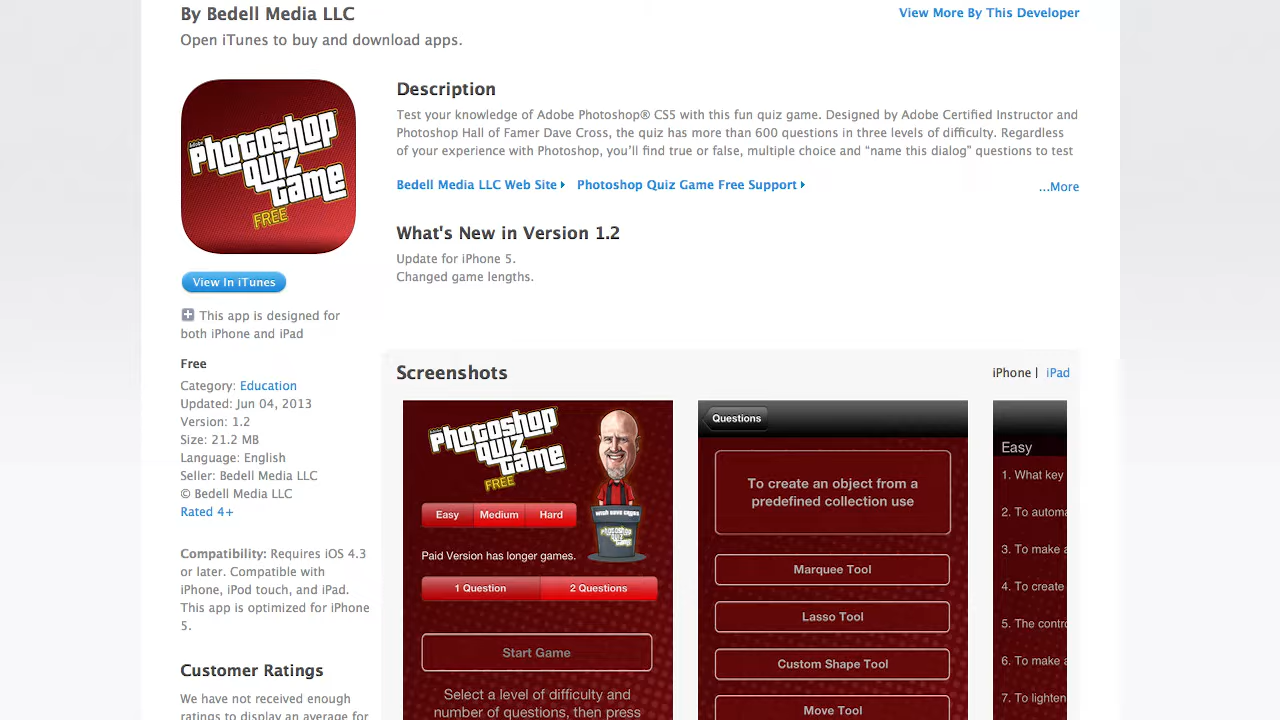 By Bedell Media LLC
View More By This Developer
Open iTunes to buy and download apps.
Photoshop
quiz
Game
FREE
View In iTunes
This app is designed for
both iPhone and iPad
Free
Category: Education
Updated: Jun 04, 2013
Version: 1.2
Size: 21.2 MB
Language: English
Seller: Bedell Media LLC
© Bedell Media LLC
Rated 4+
Compatibility: Requires iOS 4.3
or later. Compatible with
iPhone, iPod touch, and iPad.
This app is optimized for iPhone
5.
Customer Ratings
We have not received enough
ratings to display an average for
Description
Test your knowledge of Adobe Photoshop® CS5 with this fun quiz game. Designed by Adobe Certified Instructor and
Photoshop Hall of Famer Dave Cross, the quiz has more than 600 questions in three levels of difficulty. Regardless
of your experience with Photoshop, you’ll find true or false, multiple choice and “name this dialog” questions to test
Bedell Media LLC Web Site
Photoshop Quiz Game Free Support
...More
What's New in Version 1.2
Update for iPhone 5.
Changed game lengths.
Screenshots
iPhone | iPad
Photoshop
quiz
Game
FREE
Easy
Medium
Hard
Paid Version has longer games.
1 Question
2 Questions
Start Game
Select a level of difficulty and
number of questions, then press
Questions
To create an object from a
predefined collection use
Marquee Tool
Lasso Tool
Custom Shape Tool
Move Tool
Easy
1. What key
2. To automa
3. To make a
4. To create
5. The contro
6. To make a
7. To lighten